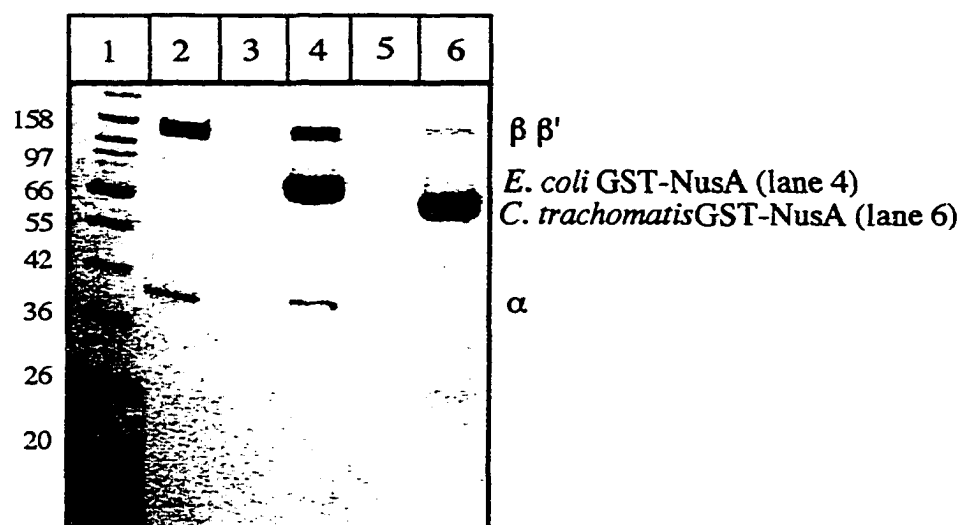 1 2 3 4 5 6
158
97
66
55
42
36
26
20
β β'
E. coli GST-NusA (lane 4)
C. trachomatisGST-NusA (lane 6)
α